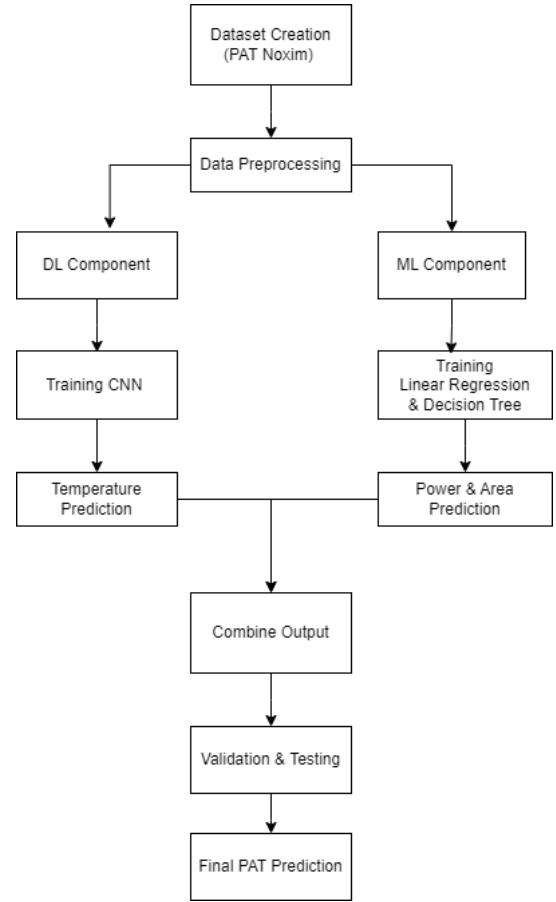 Dataset Creation
(PAT Noxim)
Data Preprocessing
DL Component
ML Component
Training CNN
Training
Linear Regression
& Decision Tree
Temperature
Prediction
Power & Area
Prediction
Combine Output
Validation & Testing
Final PAT Prediction